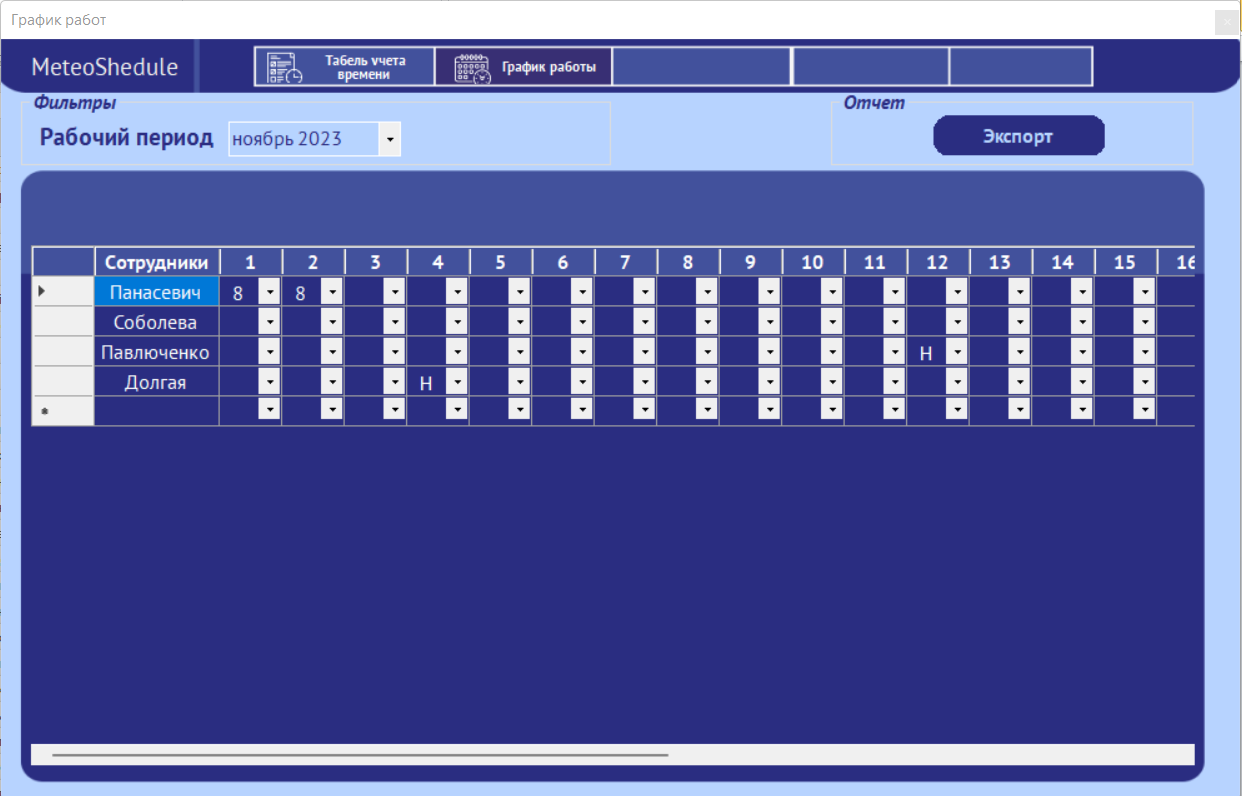 График работ
MeteoShedule
Табель учета
времени
График работы
Фильтры
Отчет
Рабочий период
ноябрь 2023
Экспорт
Сотрудники 1 2 3 4 5 6 7 8 9 10 11 12 13 14 15 16
Панасевич 8 8
Соболева
Павлюченко Н
Долгая Н